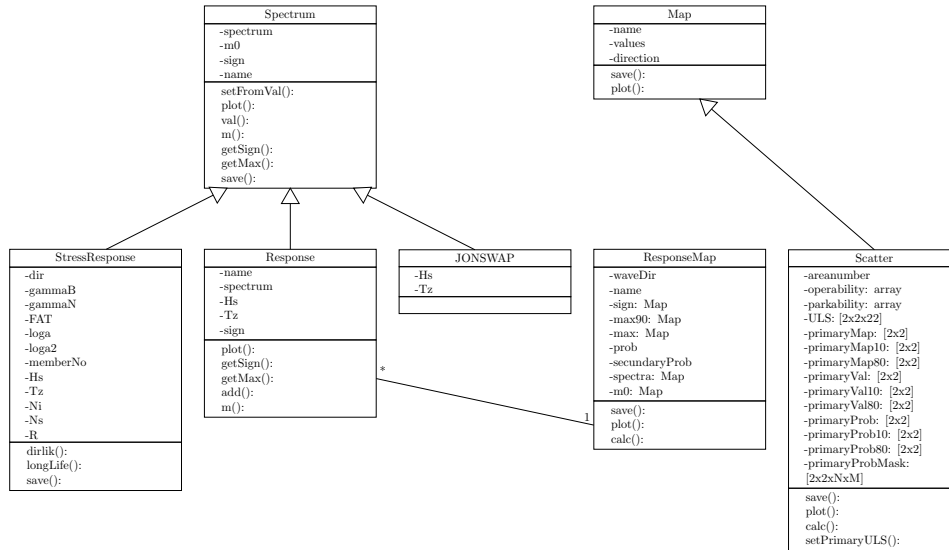 Spectrum
-spectrum
-m0
-sign
-name
setFromVal():
plot():
val():
m():
getSign():
getMax():
save():
Map
-name
-values
-direction
save():
plot():
StressResponse
-dir
-gammaB
-gammaN
-FAT
-loga
-loga2
-memberNo
-Hs
-Tz
-Ni
-Ns
-R
dirlik():
longLife():
save():
Response
-name
-spectrum
-Hs
-Tz
-sign
plot():
getSign():
getMax():
add():
m():
JONSWAP
-Hs
-Tz
ResponseMap
-waveDir
-name
-sign: Map
-max90: Map
-max: Map
-prob
-secundaryProb
-spectra: Map
-m0: Map
save():
plot():
calc():
*
1
Scatter
-areanumber
-operability: array
-parkability: array
-ULS: [2x2x22]
-primaryMap: [2x2]
-primaryMap10: [2x2]
-primaryMap80: [2x2]
-primaryVal: [2x2]
-primaryVal10: [2x2]
-primaryVal80: [2x2]
-primaryProb: [2x2]
-primaryProb10: [2x2]
-primaryProb80: [2x2]
-primaryProbMask:
[2x2xNxM]
save():
plot():
calc():
setPrimaryULS():